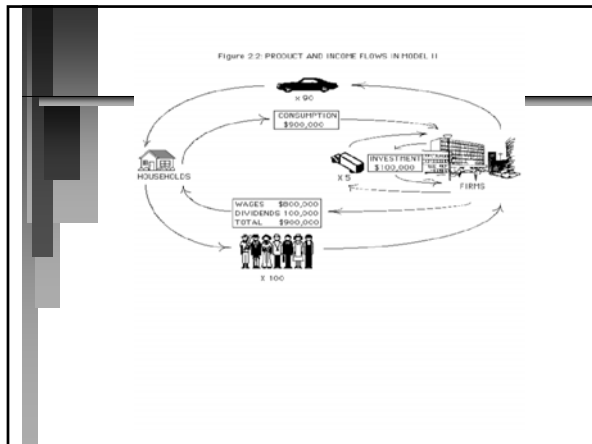 Figure 2.2: PRODUCT AND INCOME FLOWS IN MODEL II
X 90
CONSUMPTION
$900,000
HOUSEHOLDS
X 5
INVESTMENT
$100,000
FIRMS
WAGES $800,000
DIVIDENDS 100,000
TOTAL $900,000
X 100